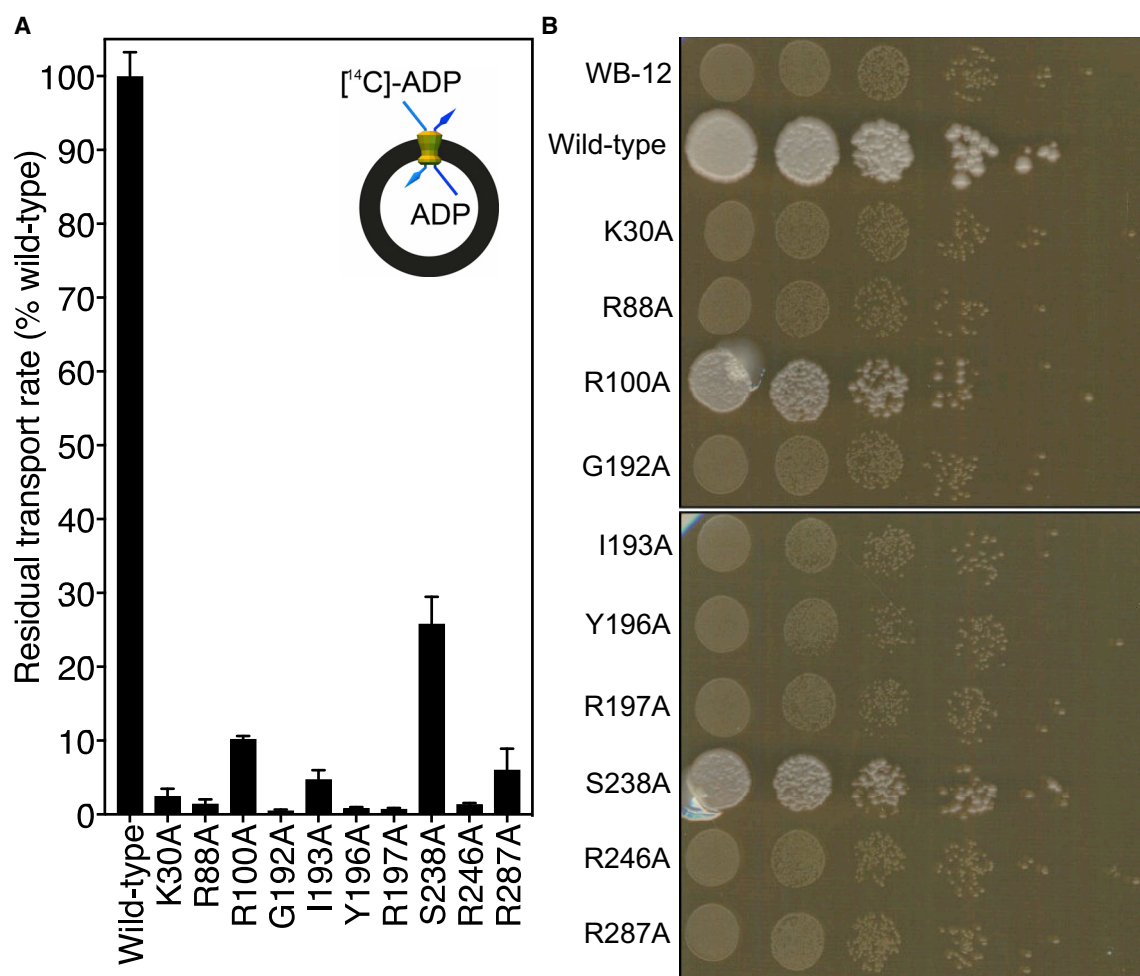 A
Residual transport rate (% wild-type)
100
90
80
70
60
50
40
30
20
10
0
[14C]-ADP
ADP
Wild-type
K30A
R88A
R100A
G192A
I193A
Y196A
R197A
S238A
R246A
R287A
B
WB-12
Wild-type
K30A
R88A
R100A
G192A
I193A
Y196A
R197A
S238A
R246A
R287A